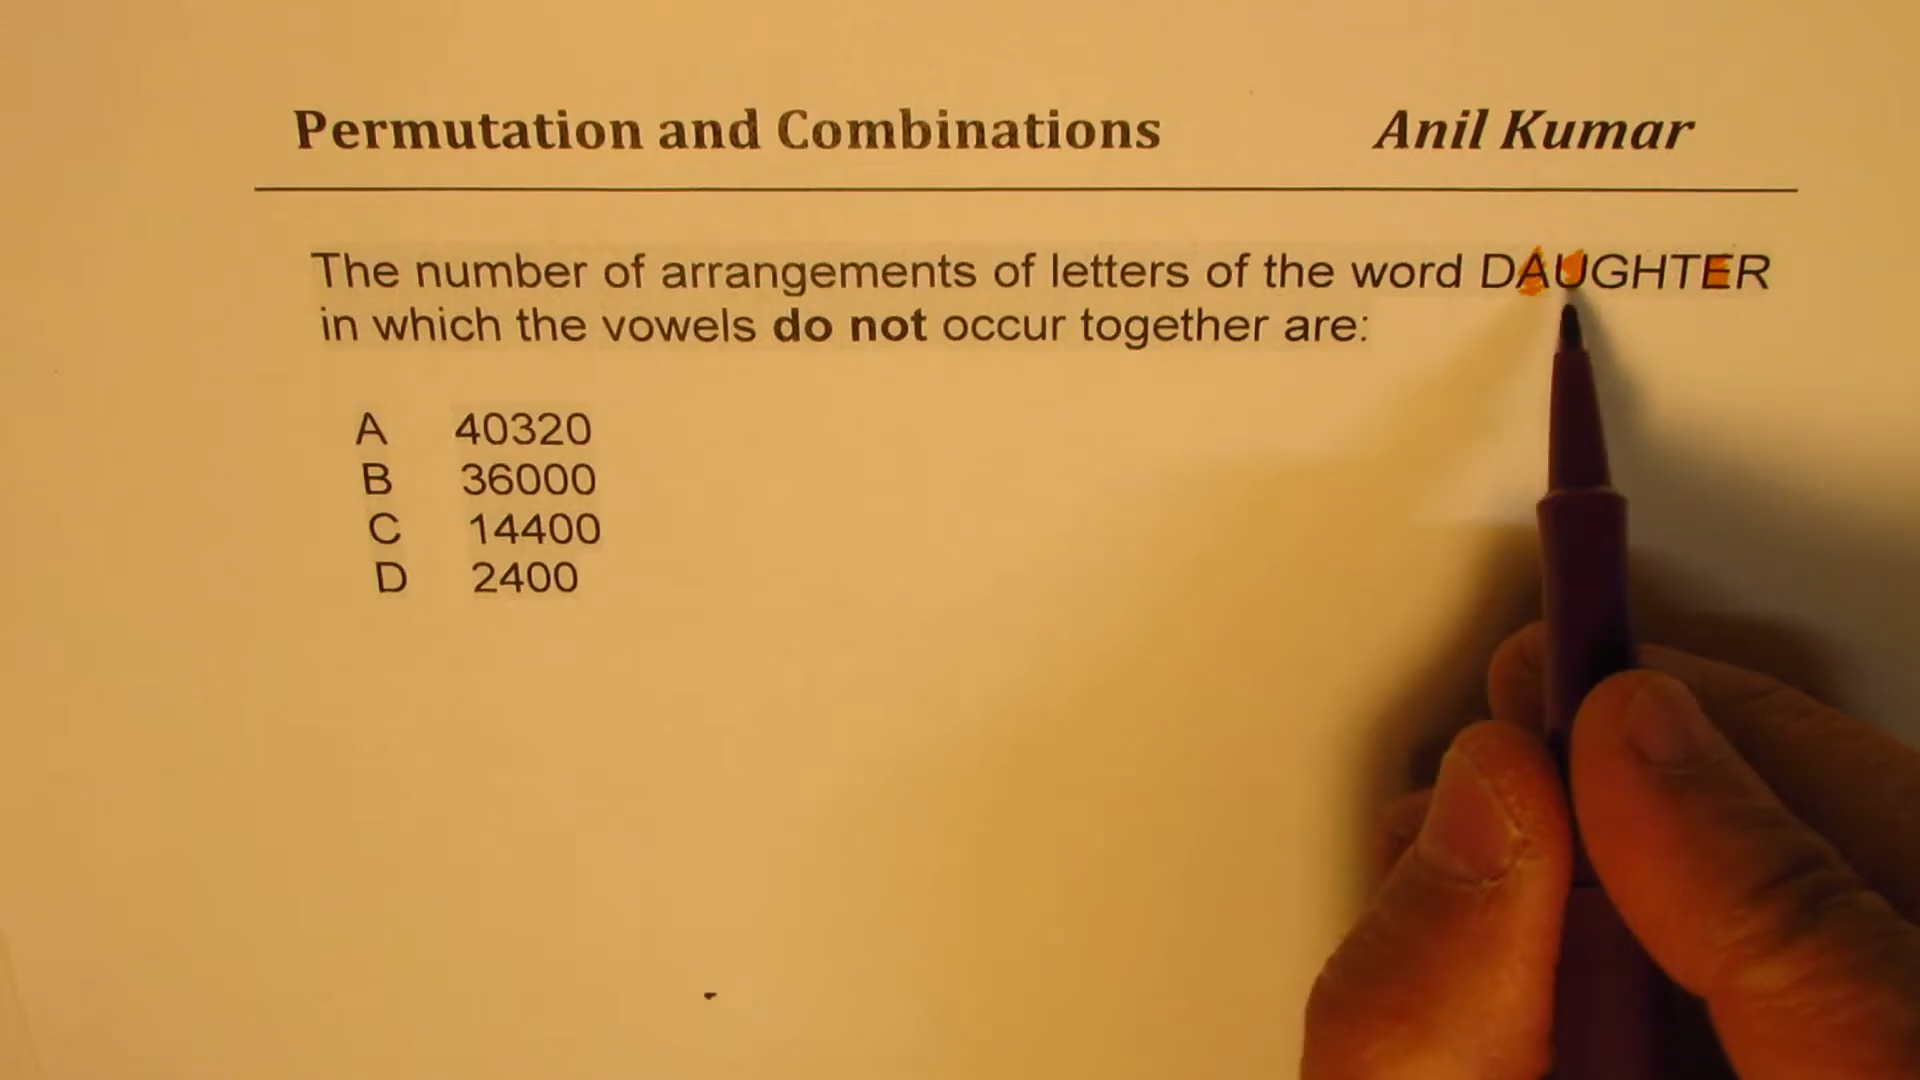 Permutation and Combinations Anil Kumar
The number of arrangements of letters of the word DAUGHTER
in which the vowels do not occur together are:
A 40320
B 36000
C 14400
D 2400